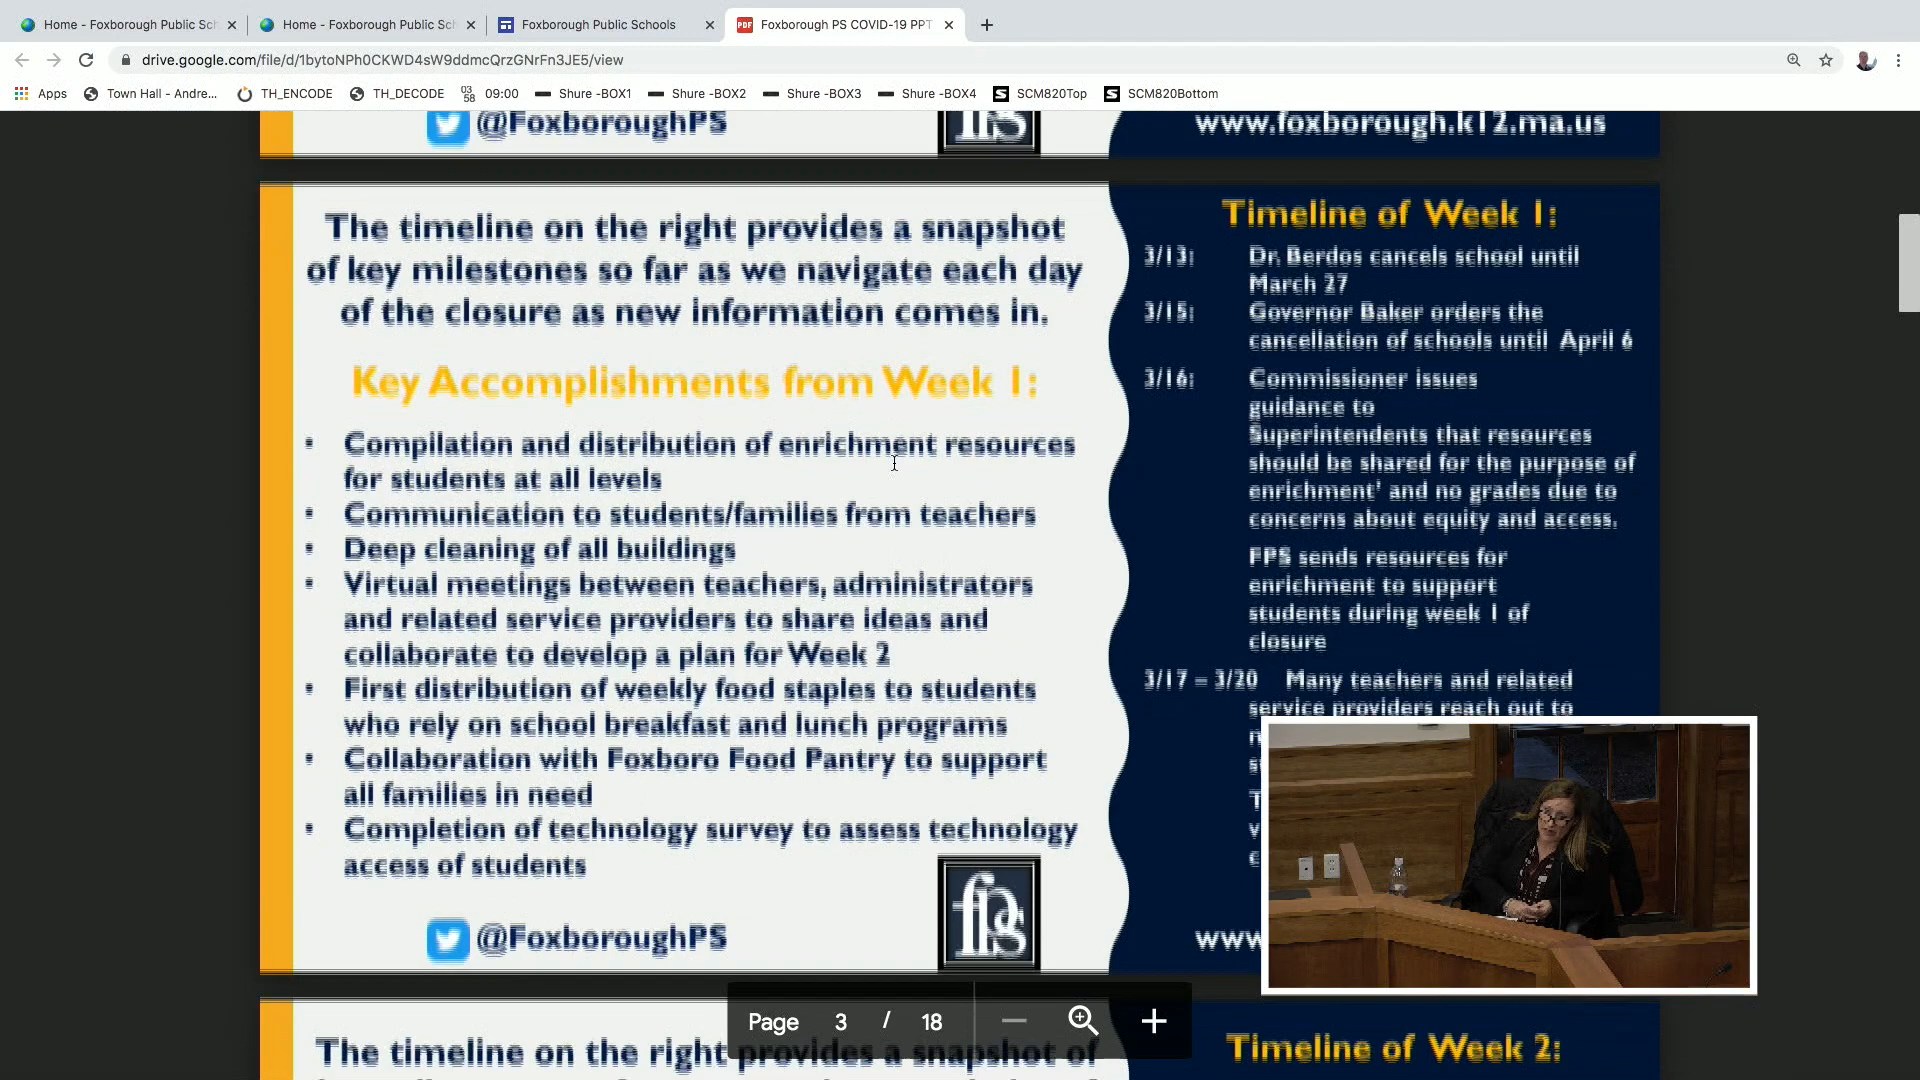 Home - Foxborough Public Sc
Home - Foxborough Public Sc
Foxborough Public Schools
PDF
Foxborough PS COVID-19 PPT
drive.google.com/file/d/1bytoNPh0CKWD4sW9ddmcQrzGNrFn3JE5/view
Apps
Town Hall - Andre...
TH_ENCODE
TH_DECODE
03
58
09:00
Shure -BOX1
Shure -BOX2
Shure -BOX3
Shure -BOX4
SCM820Top
SCM820Bottom
@FoxboroughPS
fps
www.foxborough.k12.ma.us
The timeline on the right provides a snapshot
of key milestones so far as we navigate each day
of the closure as new information comes in.
Key Accomplishments from Week 1:
• Compilation and distribution of enrichment resources
for students at all levels
• Communication to students/families from teachers
• Deep cleaning of all buildings
• Virtual meetings between teachers, administrators
and related service providers to share ideas and
collaborate to develop a plan for Week 2
• First distribution of weekly food staples to students
who rely on school breakfast and lunch programs
• Collaboration with Foxboro Food Pantry to support
all families in need
• Completion of technology survey to assess technology
access of students
@FoxboroughPS
fps
Timeline of Week 1:
3/13: Dr. Berdos cancels school until
March 27
3/15: Governor Baker orders the
cancellation of schools until April 6
3/16: Commissioner issues
guidance to
Superintendents that resources
should be shared for the purpose of
enrichment' and no grades due to
concerns about equity and access.
FPS sends resources for
enrichment to support
students during week 1 of
closure
3/17 – 3/20 Many teachers and related
service providers reach out to
www
Page 3 / 18
The timeline on the right provides a snapshot of
Timeline of Week 2: